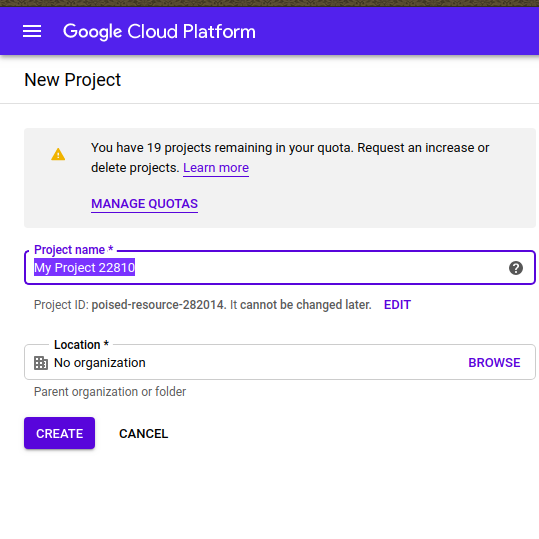 Google Cloud Platform
New Project
You have 19 projects remaining in your quota. Request an increase or
delete projects. Learn more
MANAGE QUOTAS
Project name *
My Project 22810
Project ID: poised-resource-282014. It cannot be changed later. EDIT
Location *
No organization BROWSE
Parent organization or folder
CREATE CANCEL